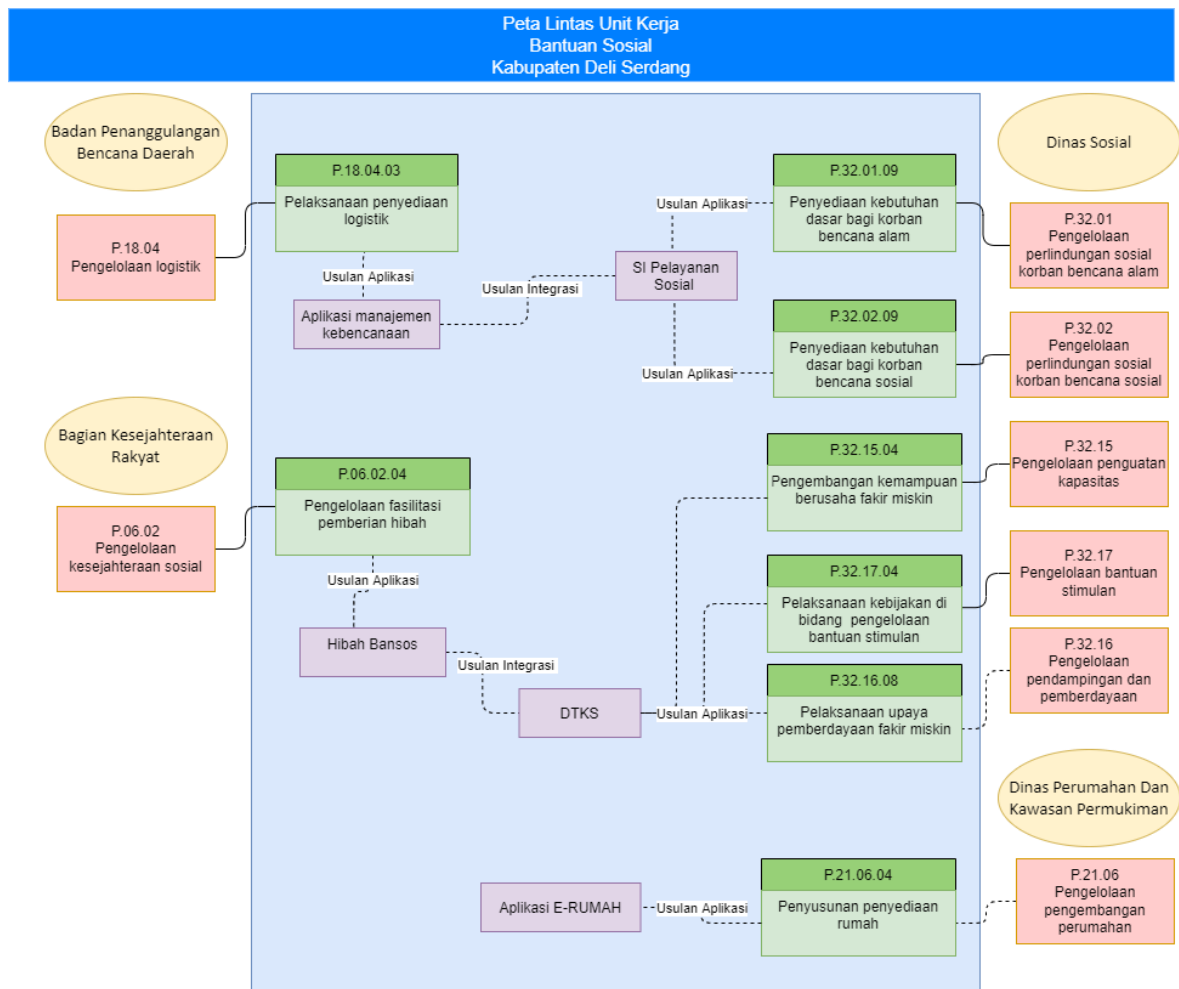 Peta Lintas Unit Kerja
Bantuan Sosial
Kabupaten Deli Serdang
Badan Penanggulangan
Bencana Daerah
P.18.04
Pengelolaan logistik
P.18.04.03
Pelaksanaan penyediaan
logistik
Usulan Aplikasi
Aplikasi manajemen
kebencanaan
Usulan Integrasi
SI Pelayanan
Sosial
Usulan Aplikasi
Usulan Aplikasi
P.32.01.09
Penyediaan kebutuhan
dasar bagi korban
bencana alam
P.32.02.09
Penyediaan kebutuhan
dasar bagi korban
bencana sosial
Dinas Sosial
P.32.01
Pengelolaan
perlindungan sosial
korban bencana alam
P.32.02
Pengelolaan
perlindungan sosial
korban bencana sosial
Bagian Kesejahteraan
Rakyat
P.06.02
Pengelolaan
kesejahteraan sosial
P.06.02.04
Pengelolaan fasilitasi
pemberian hibah
Usulan Aplikasi
Hibah Bansos
Usulan Integrasi
DTKS
Usulan Aplikasi
P.32.15.04
Pengembangan kemampuan
berusaha fakir miskin
P.32.17.04
Pelaksanaan kebijakan di
bidang pengelolaan
bantuan stimulan
P.32.16.08
Pelaksanaan upaya
pemberdayaan fakir miskin
P.32.15
Pengelolaan penguatan
kapasitas
P.32.17
Pengelolaan bantuan
stimulan
P.32.16
Pengelolaan
pendampingan dan
pemberdayaan
Dinas Perumahan Dan
Kawasan Permukiman
Aplikasi E-RUMAH
Usulan Aplikasi
P.21.06.04
Penyusunan penyediaan
rumah
P.21.06
Pengelolaan
pengembangan
perumahan